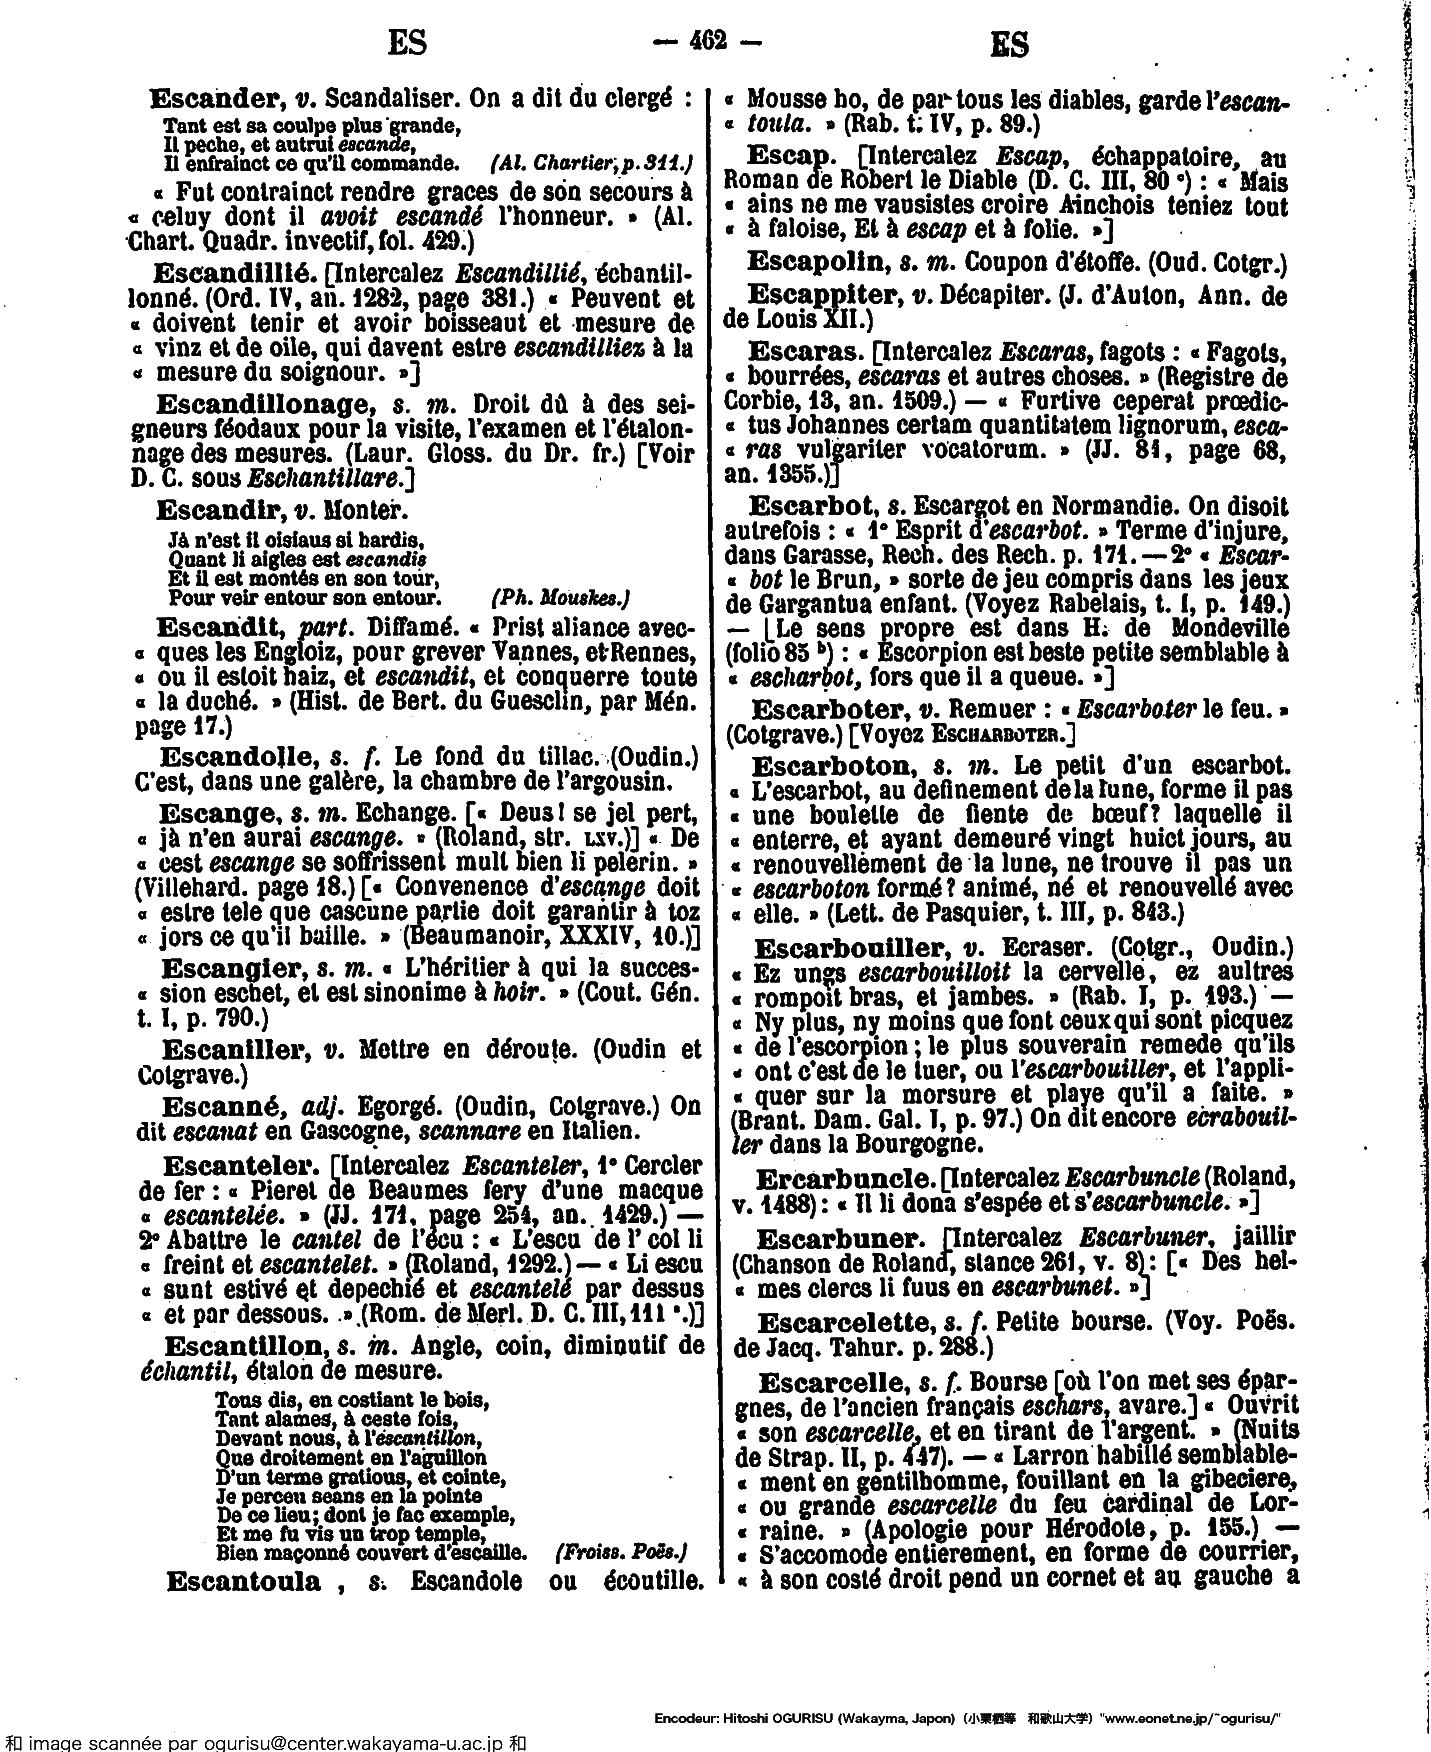 ES — 462 — ES
Escander, v. Scandaliser. On a dit du clergé :
Tant est sa coulpe plus grande,
Il peche, et autrui escande,
Il enfrainct ce qu'il commande. (Al. Chartier, p. 311.)
« Fut contrainct rendre graces de son secours à
« celuy dont il avoit escandé l'honneur. » (Al.
Chart. Quadr. invectif, fol. 429.)
Escandillié. [Intercalez Escandillié, échantil-
lonné. (Ord. IV, an. 1282, page 381.) « Peuvent et
« doivent tenir et avoir boisseaut et mesure de
« vinz et de oile, qui davent estre escandilliez à la
« mesure du soignour. »]
Escandillonage, s. m. Droit dû à des sei-
gneurs féodaux pour la visite, l'examen et l'étalon-
nage des mesures. (Laur. Gloss. du Dr. fr.) [Voir
D. C. sous Eschantillare.]
Escandir, v. Monter.
Jà n'est il oisiaus si hardis,
Quant li aigles est escandis
Et il est montés en son tour,
Pour veir entour son entour. (Ph. Mouskes.)
Escandit, part. Diffamé. « Prist aliance avec-
« ques les Engloiz, pour grever Vannes, et Rennes,
« ou il estoit haiz, et escandit, et conquerre toute
« la duché. » (Hist. de Bert. du Guesclin, par Mén.
page 17.)
Escandolle, s. f. Le fond du tillac. (Oudin.)
C'est, dans une galère, la chambre de l'argousin.
Escange, s. m. Echange. [« Deus! se jel pert,
« jà n'en aurai escange. » (Roland, str. LXV.)] « De
« cest escange se soffrissent mult bien li pelerin. »
(Villehard. page 18.) [« Convenence d'escange doit
« estre tele que cascune partie doit garantir à toz
« jors ce qu'il baille. » (Beaumanoir, XXXIV, 10.)]
Escangier, s. m. « L'héritier à qui la succes-
« sion eschet, et est sinonime à hoir. » (Cout. Gén.
t. I, p. 790.)
Escaniller, v. Mettre en déroute. (Oudin et
Cotgrave.)
Escanné, adj. Egorgé. (Oudin, Cotgrave.) On
dit escanat en Gascogne, scannare en Italien.
Escanteler. [Intercalez Escanteler, 1° Cercler
de fer : « Pieret de Beaumes fery d'une macque
« escantelée. » (JJ. 171, page 254, an. 1429.) —
2° Abattre le cantel de l'écu : « L'escu de l' col li
« freint et escantelet. » (Roland, 1292.) — « Li escu
« sunt estivé et depechié et escantelé par dessus
« et par dessous. » (Rom. de Merl. D. C. III, 111 ª.)]
Escantillon, s. m. Angle, coin, diminutif de
échantil, étalon de mesure.
Tous dis, en costiant le bois,
Tant alames, à ceste fois,
Devant nous, à l'escantillon,
Que droitement en l'aguillon
D'un terme gratious, et cointe,
Je perceu seans en la pointe
De ce lieu; dont je fac exemple,
Et me fu vis un trop temple,
Bien maçonné couvert d'escaille. (Froiss. Poës.)
Escantoula , s. Escandole ou écoutille.
« Mousse ho, de par tous les diables, garde l'escan-
« toula. » (Rab. t. IV, p. 89.)
Escap. [Intercalez Escap, échappatoire, au
Roman de Robert le Diable (D. C. III, 80 ᶜ) : « Mais
« ains ne me vausistes croire Ainchois teniez tout
« à faloise, Et à escap et à folie. »]
Escapolin, s. m. Coupon d'étoffe. (Oud. Cotgr.)
Escappiter, v. Décapiter. (J. d'Auton, Ann. de
de Louis XII.)
Escaras. [Intercalez Escaras, fagots : « Fagots,
« bourrées, escaras et autres choses. » (Registre de
Corbie, 13, an. 1509.) — « Furtive ceperat prœdic-
« tus Johannes certam quantitatem lignorum, esca-
« ras vulgariter vocatorum. » (JJ. 84, page 68,
an. 1355.)]
Escarbot, s. Escargot en Normandie. On disoit
autrefois : « 1° Esprit d'escarbot. » Terme d'injure,
dans Garasse, Rech. des Rech. p. 171. — 2° « Escar-
« bot le Brun, » sorte de jeu compris dans les jeux
de Gargantua enfant. (Voyez Rabelais, t. I, p. 149.)
— [Le sens propre est dans H. de Mondeville
(folio 85 ᵇ) : « Escorpion est beste petite semblable à
« escharbot, fors que il a queue. »]
Escarboter, v. Remuer : « Escarboter le feu. »
(Cotgrave.) [Voyez ESCHARBOTER.]
Escarboton, s. m. Le petit d'un escarbot.
« L'escarbot, au definement de la lune, forme il pas
« une boulette de fiente de bœuf? laquelle il
« enterre, et ayant demeuré vingt huict jours, au
« renouvellement de la lune, ne trouve il pas un
« escarboton formé? animé, né et renouvellé avec
« elle. » (Lett. de Pasquier, t. III, p. 843.)
Escarbouiller, v. Ecraser. (Cotgr., Oudin.)
« Ez ungs escarbouilloit la cervelle, ez aultres
« rompoit bras, et jambes. » (Rab. I, p. 193.) —
« Ny plus, ny moins que font ceux qui sont picquez
« de l'escorpion ; le plus souverain remede qu'ils
« ont c'est de le tuer, ou l'escarbouiller, et l'appli-
« quer sur la morsure et playe qu'il a faite. »
(Brant. Dam. Gal. I, p. 97.) On dit encore ecrabouil-
ler dans la Bourgogne.
Ercarbuncle. [Intercalez Escarbuncle (Roland,
v. 1488) : « Il li dona s'espée et s'escarbuncle. »]
Escarbuner. [Intercalez Escarbuner, jaillir
(Chanson de Roland, stance 261, v. 8) : [« Des hel-
« mes clercs li fuus en escarbunet. »]
Escarcelette, s. f. Petite bourse. (Voy. Poës.
de Jacq. Tahur. p. 288.)
Escarcelle, s. f. Bourse [où l'on met ses épar-
gnes, de l'ancien français eschars, avare.] « Ouvrit
« son escarcelle, et en tirant de l'argent. » (Nuits
de Strap. II, p. 447). — « Larron habillé semblable-
« ment en gentilhomme, fouillant en la gibeciere,
« ou grande escarcelle du feu cardinal de Lor-
« raine. » (Apologie pour Hérodote, p. 155.) —
« S'accomode entierement, en forme de courrier,
« à son costé droit pend un cornet et au gauche a
Encodeur: Hitoshi OGURISU (Wakayma, Japon) (小栗栖等 和歌山大学) "www.eonet.ne.jp/~ogurisu/"
和 image scannée par ogurisu@center.wakayama-u.ac.jp 和